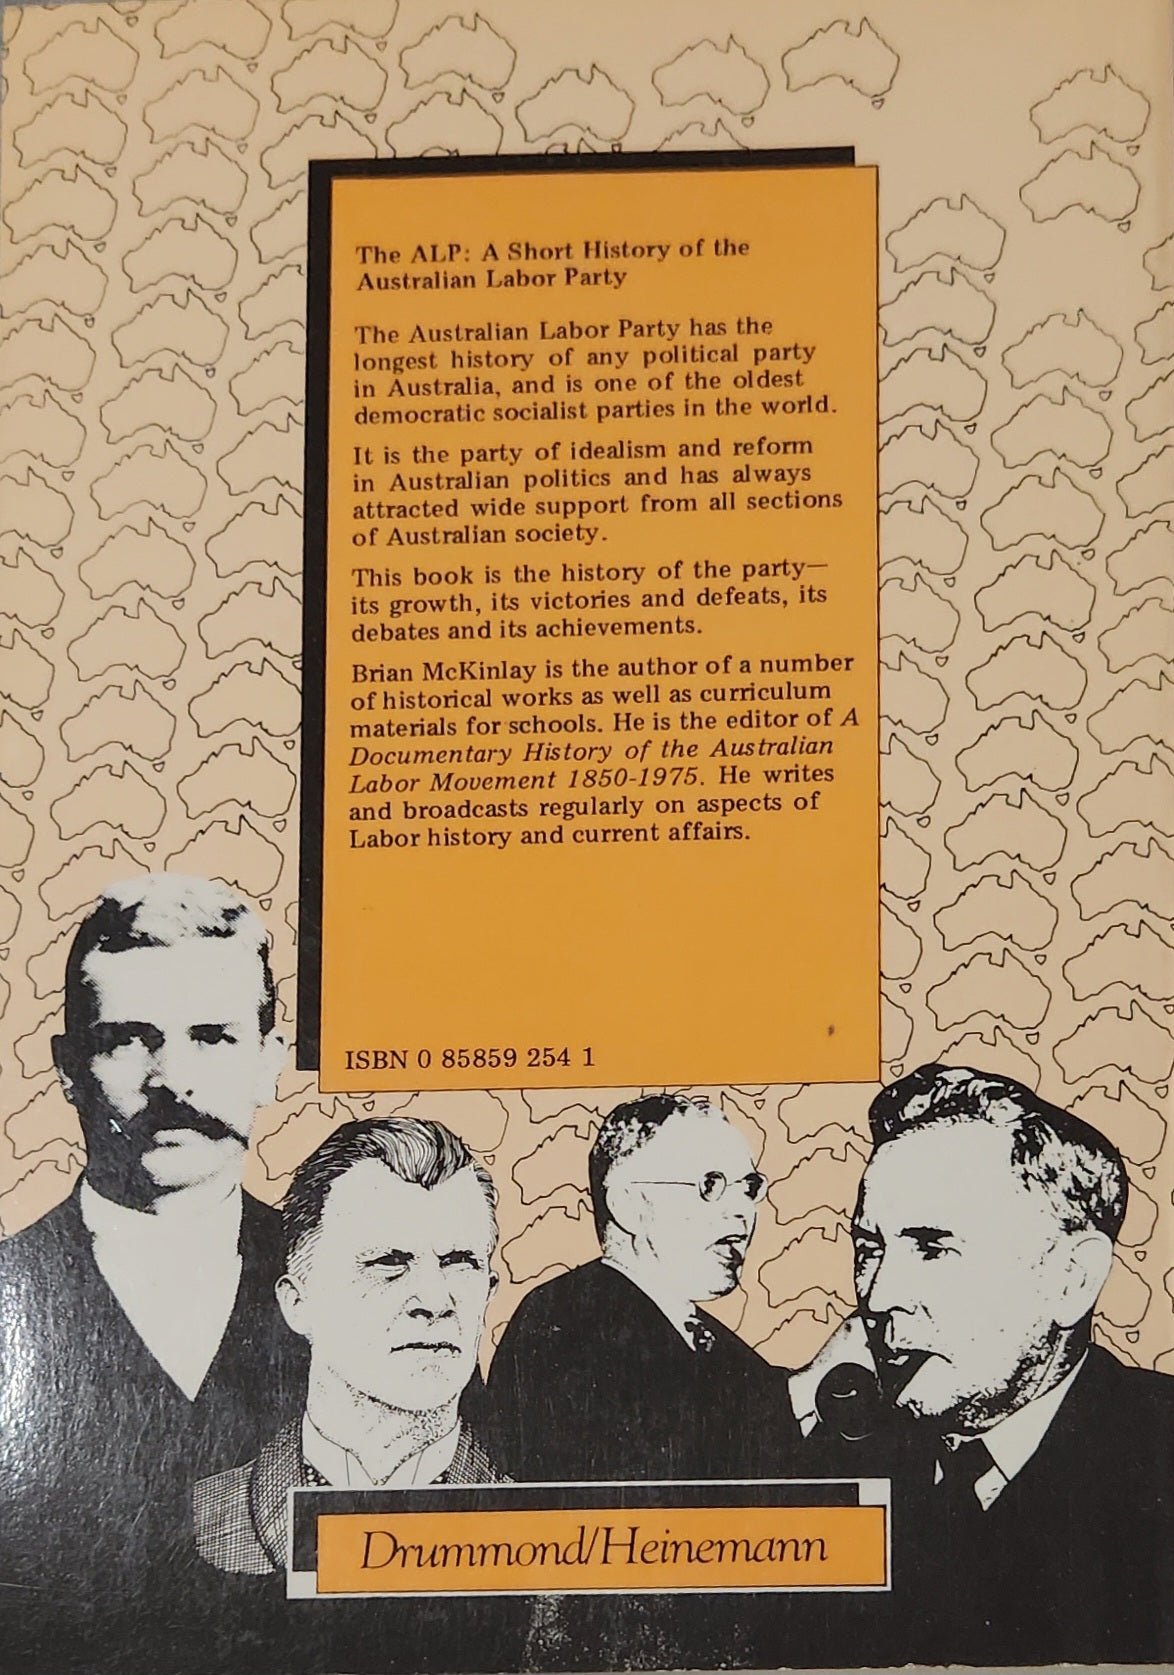 The ALP: A Short History of the
Australian Labor Party
The Australian Labor Party has the
longest history of any political party
in Australia, and is one of the oldest
democratic socialist parties in the world.
It is the party of idealism and reform
in Australian politics and has always
attracted wide support from all sections
of Australian society.
This book is the history of the party—
its growth, its victories and defeats, its
debates and its achievements.
Brian McKinlay is the author of a number
of historical works as well as curriculum
materials for schools. He is the editor of A
Documentary History of the Australian
Labor Movement 1850-1975. He writes
and broadcasts regularly on aspects of
Labor history and current affairs.
ISBN 0 85859 254 1
Drummond/Heinemann